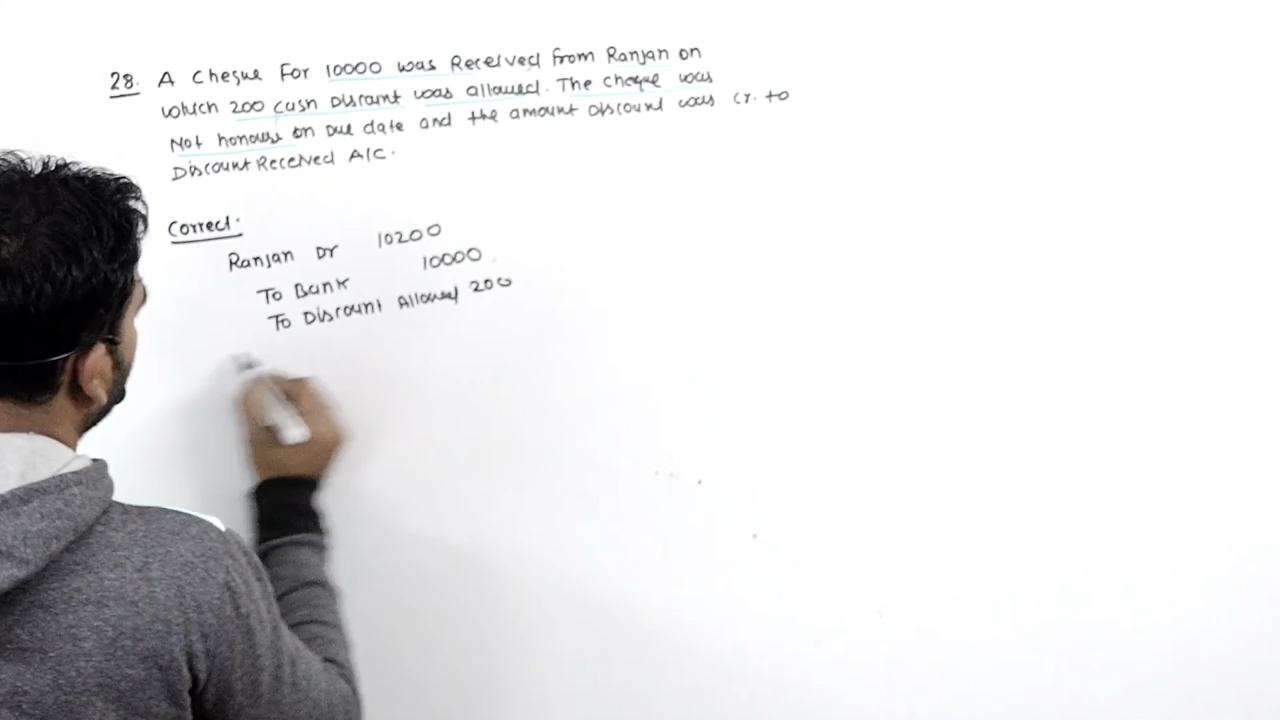 28. A Cheque For 10000 was Received from Ranjan on
which 200 cash Discount was allowed. The cheque was
Not honour on Due date and the amount Discount was cr. to
Discount Received A/C.
Correct.
Ranjan Dr 10200
To Bank 10000
To Discount Allowed 200